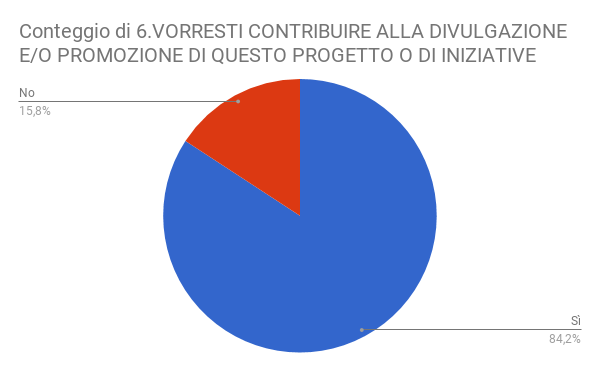 Conteggio di 6.VORRESTI CONTRIBUIRE ALLA DIVULGAZIONE
E/O PROMOZIONE DI QUESTO PROGETTO O DI INIZIATIVE
No
15,8%
Sì
84,2%